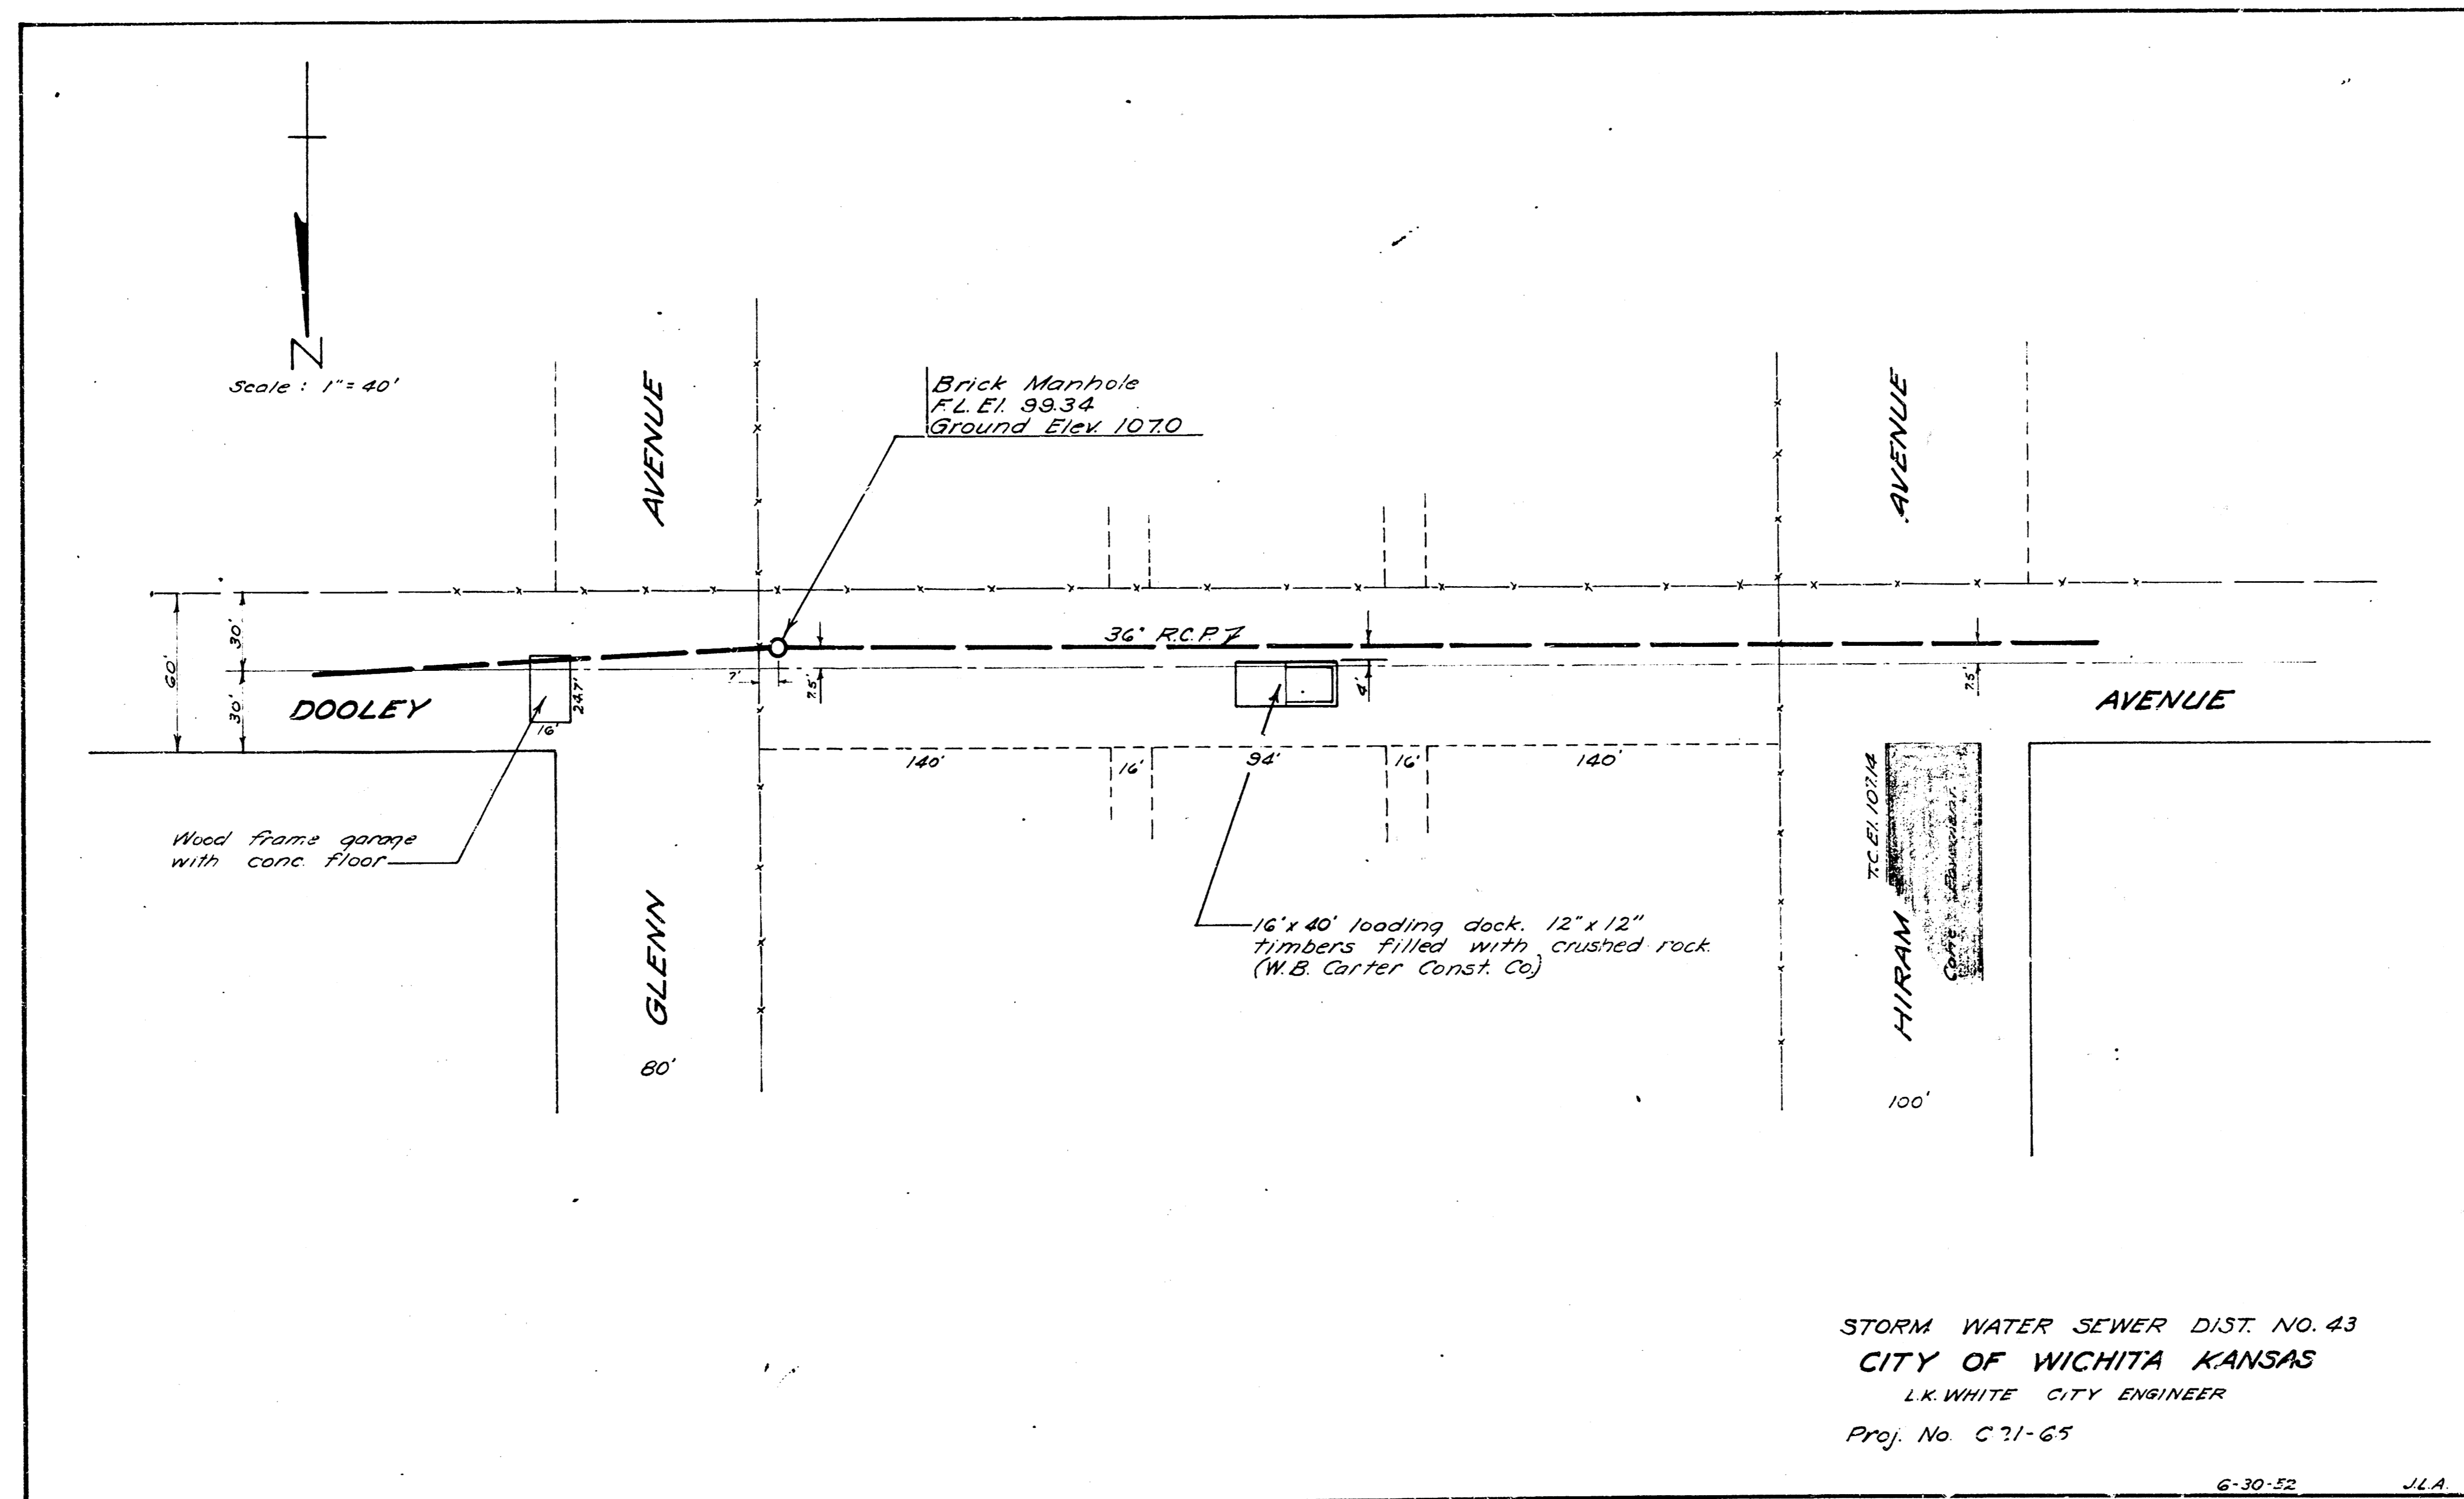 N
Scale : 1" = 40'
AVENUE
Brick Manhole
F.L. El. 99.34
Ground Elev. 107.0
AVENUE
60'
30'
30'
36" R.C.P.
7'
7.5'
4'
7.5'
DOOLEY
16'
24.7'
AVENUE
140'
16'
94'
16'
140'
Wood frame garage
with conc. floor
T.C. El. 107.14
Conc. Pavement
GLENN
80'
16' x 40' loading dock. 12" x 12"
timbers filled with crushed rock.
(W.B. Carter Const. Co.)
HIRAM
100'
STORM WATER SEWER DIST. NO. 43
CITY OF WICHITA KANSAS
L.K. WHITE CITY ENGINEER
Proj. No.
6-30-52
J.L.A.